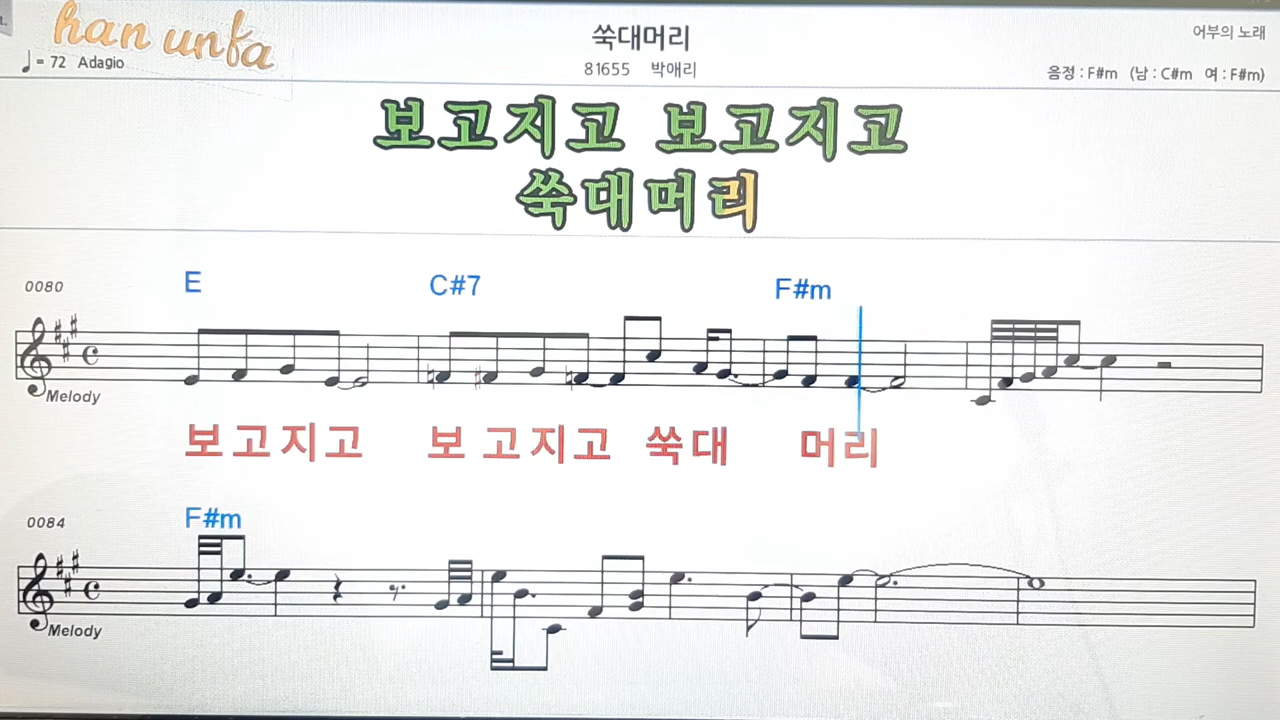 han unfa
쑥대머리
어부의 노래
♩ = 72 Adagio
81655 박애리
음정 : F#m (남 : C#m 여 : F#m)
보고지고 보고지고
쑥대머리
0080
E C#7 F#m
Melody
보고지고 보고지고 쑥대 머리
0084
F#m
Melody